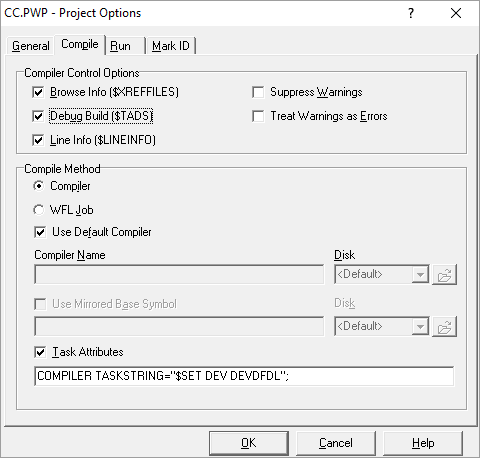 CC.PWP - Project Options
General Compile Run Mark ID
Compiler Control Options
Browse Info ($XREFFILES) Suppress Warnings
Debug Build ($TADS) Treat Warnings as Errors
Line Info ($LINEINFO)
Compile Method
Compiler
WFL Job
Use Default Compiler
Compiler Name Disk
<Default>
Use Mirrored Base Symbol Disk
<Default>
Task Attributes
COMPILER TASKSTRING="$SET DEV DEVDFDL";
OK Cancel Help